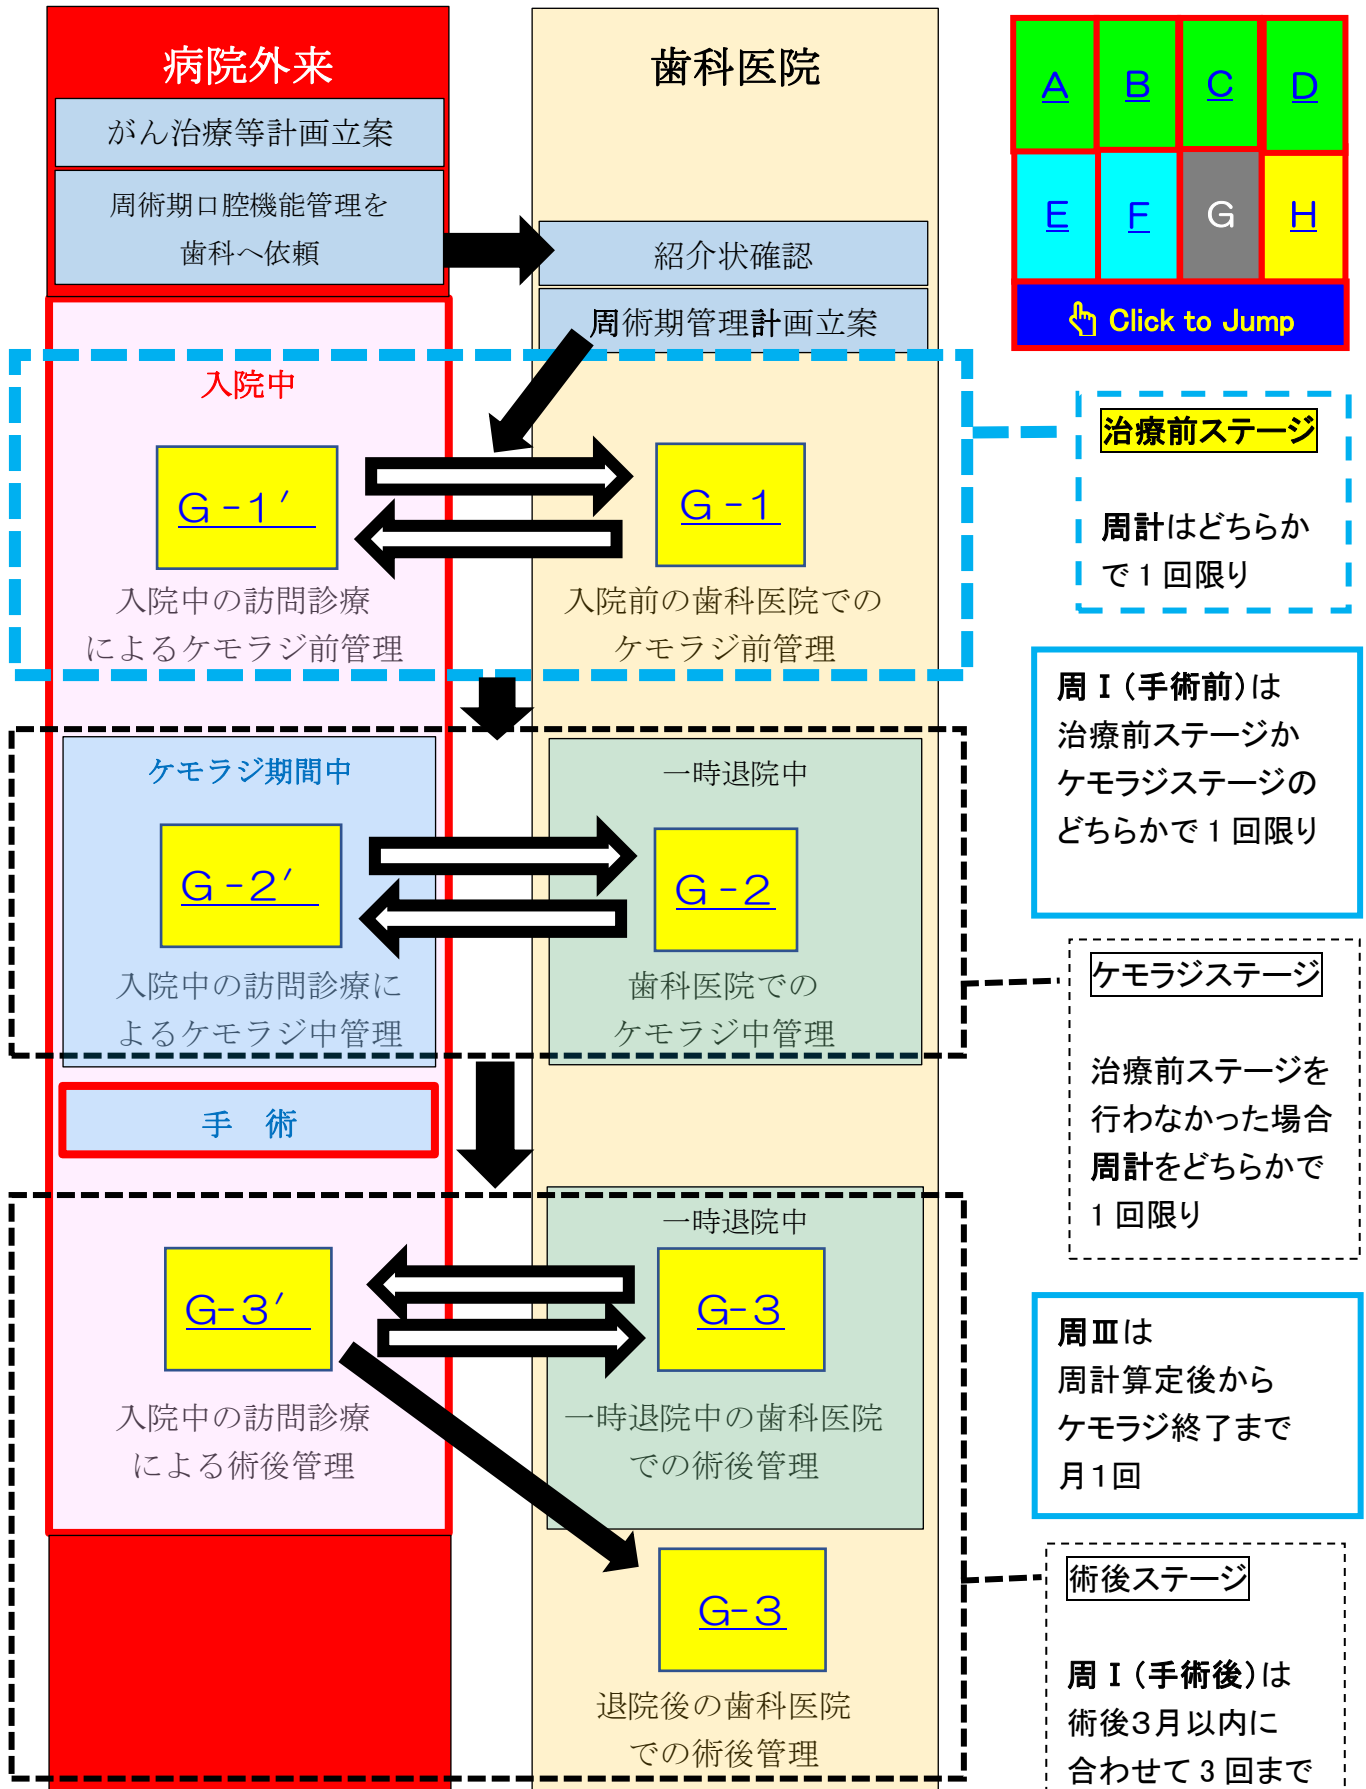 病院外来
がん治療等計画立案
周術期口腔機能管理を
歯科へ依頼
歯科医院
紹介状確認
周術期管理計画立案
A B C D
E F G H
Click to Jump
入院中
G-1′
入院中の訪問診療
によるケモラジ前管理
G-1
入院前の歯科医院での
ケモラジ前管理
治療前ステージ
周計はどちらか
で1回限り
周Ⅰ(手術前)は
治療前ステージか
ケモラジステージの
どちらかで1回限り
ケモラジ期間中
G-2′
入院中の訪問診療に
よるケモラジ中管理
一時退院中
G-2
歯科医院での
ケモラジ中管理
ケモラジステージ
治療前ステージを
行わなかった場合
周計をどちらかで
1回限り
手 術
G-3′
入院中の訪問診療
による術後管理
一時退院中
G-3
一時退院中の歯科医院
での術後管理
G-3
退院後の歯科医院
での術後管理
周Ⅲは
周計算定後から
ケモラジ終了まで
月1回
術後ステージ
周Ⅰ(手術後)は
術後3月以内に
合わせて3回まで